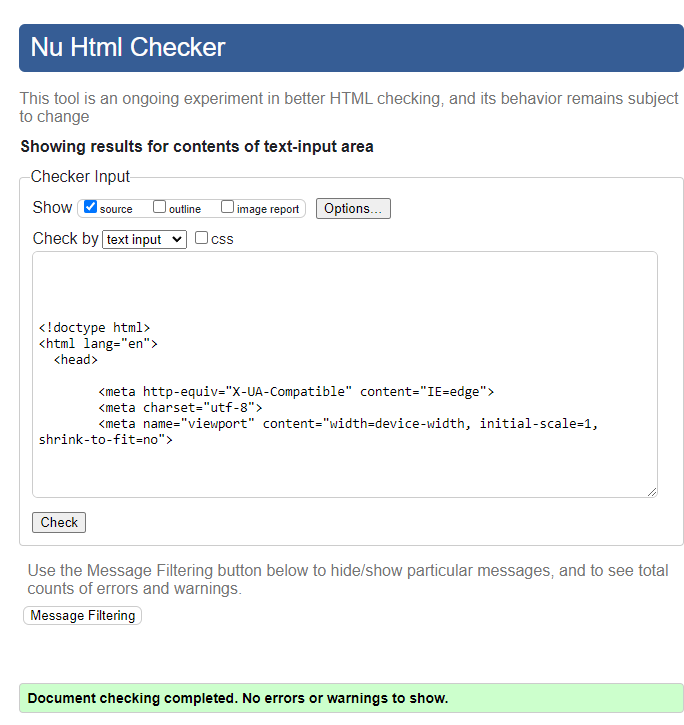 Nu Html Checker
This tool is an ongoing experiment in better HTML checking, and its behavior remains subject
to change
Showing results for contents of text-input area
Checker Input
Show source outline image report Options...
Check by text input css
<!doctype html>
<html lang="en">
<head>
<meta http-equiv="X-UA-Compatible" content="IE=edge">
<meta charset="utf-8">
<meta name="viewport" content="width=device-width, initial-scale=1,
shrink-to-fit=no">
Check
Use the Message Filtering button below to hide/show particular messages, and to see total
counts of errors and warnings.
Message Filtering
Document checking completed. No errors or warnings to show.